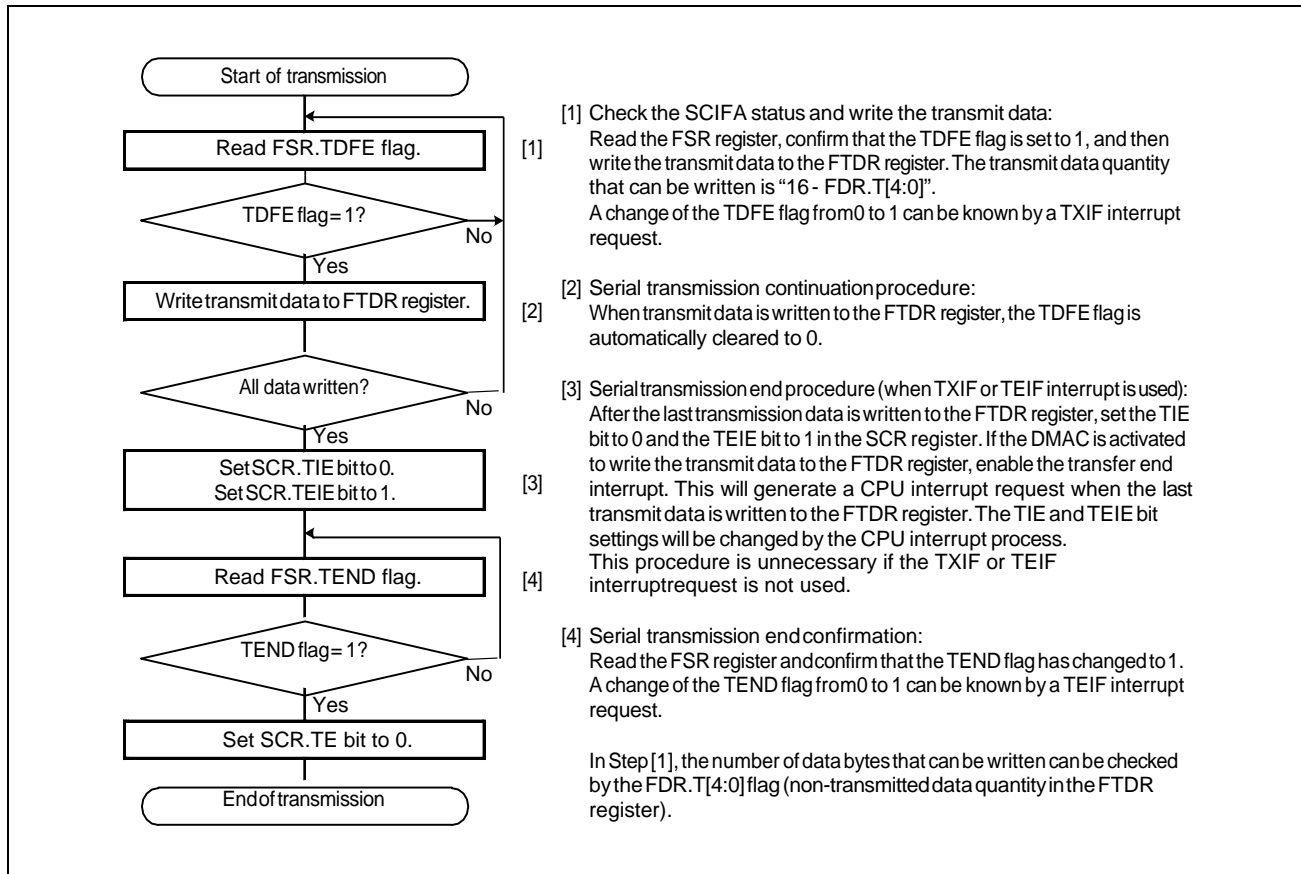 Start of transmission
Read FSR.TDFE flag.
[1]
TDFE flag = 1?
No
Yes
Write transmit data to FTDR register.
[2]
All data written?
No
Yes
Set SCR.TIE bit to 0.
Set SCR.TEIE bit to 1.
[3]
Read FSR.TEND flag.
[4]
TEND flag = 1?
No
Yes
Set SCR.TE bit to 0.
End of transmission
[1] Check the SCIFA status and write the transmit data:
Read the FSR register, confirm that the TDFE flag is set to 1, and then
write the transmit data to the FTDR register. The transmit data quantity
that can be written is “16 - FDR.T[4:0]”.
A change of the TDFE flag from 0 to 1 can be known by a TXIF interrupt
request.
[2] Serial transmission continuation procedure:
When transmit data is written to the FTDR register, the TDFE flag is
automatically cleared to 0.
[3] Serial transmission end procedure (when TXIF or TEIF interrupt is used):
After the last transmission data is written to the FTDR register, set the TIE
bit to 0 and the TEIE bit to 1 in the SCR register. If the DMAC is activated
to write the transmit data to the FTDR register, enable the transfer end
interrupt. This will generate a CPU interrupt request when the last
transmit data is written to the FTDR register. The TIE and TEIE bit
settings will be changed by the CPU interrupt process.
This procedure is unnecessary if the TXIF or TEIF
interrupt request is not used.
[4] Serial transmission end confirmation:
Read the FSR register and confirm that the TEND flag has changed to 1.
A change of the TEND flag from 0 to 1 can be known by a TEIF interrupt
request.
In Step [1], the number of data bytes that can be written can be checked
by the FDR.T[4:0] flag (non-transmitted data quantity in the FTDR
register).